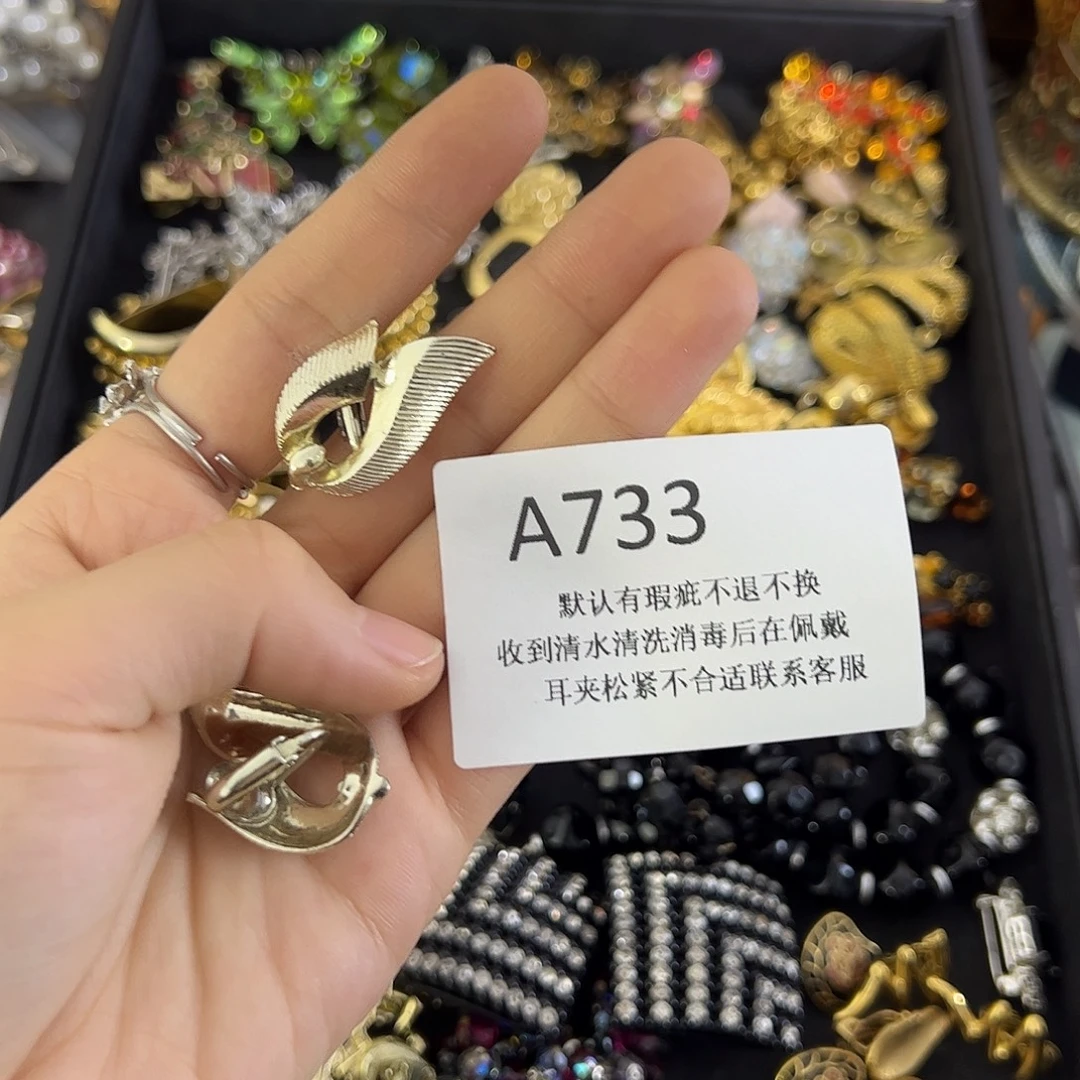 A733
默认有瑕疵不退不换
收到清水清洗消毒后在佩戴
耳夹松紧不合适联系客服